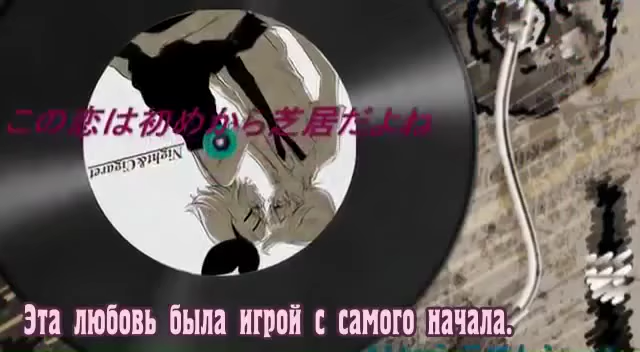 この恋は初めから芝居だよね
Night&Cigaret
Эта любовь была игрой с самого начала.